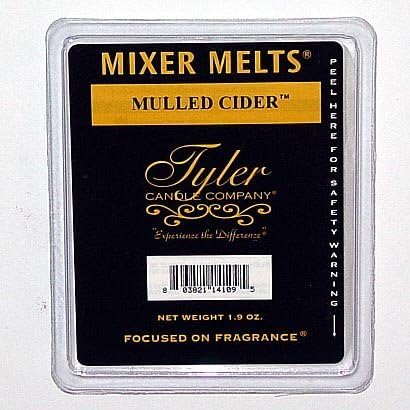 MIXER MELTS®
MULLED CIDER™
Tyler
CANDLE COMPANY®
"Experience the Difference"®
8 03821 14109 5
NET WEIGHT 1.9 OZ.
FOCUSED ON FRAGRANCE®
PEEL HERE FOR SAFETY WARNING